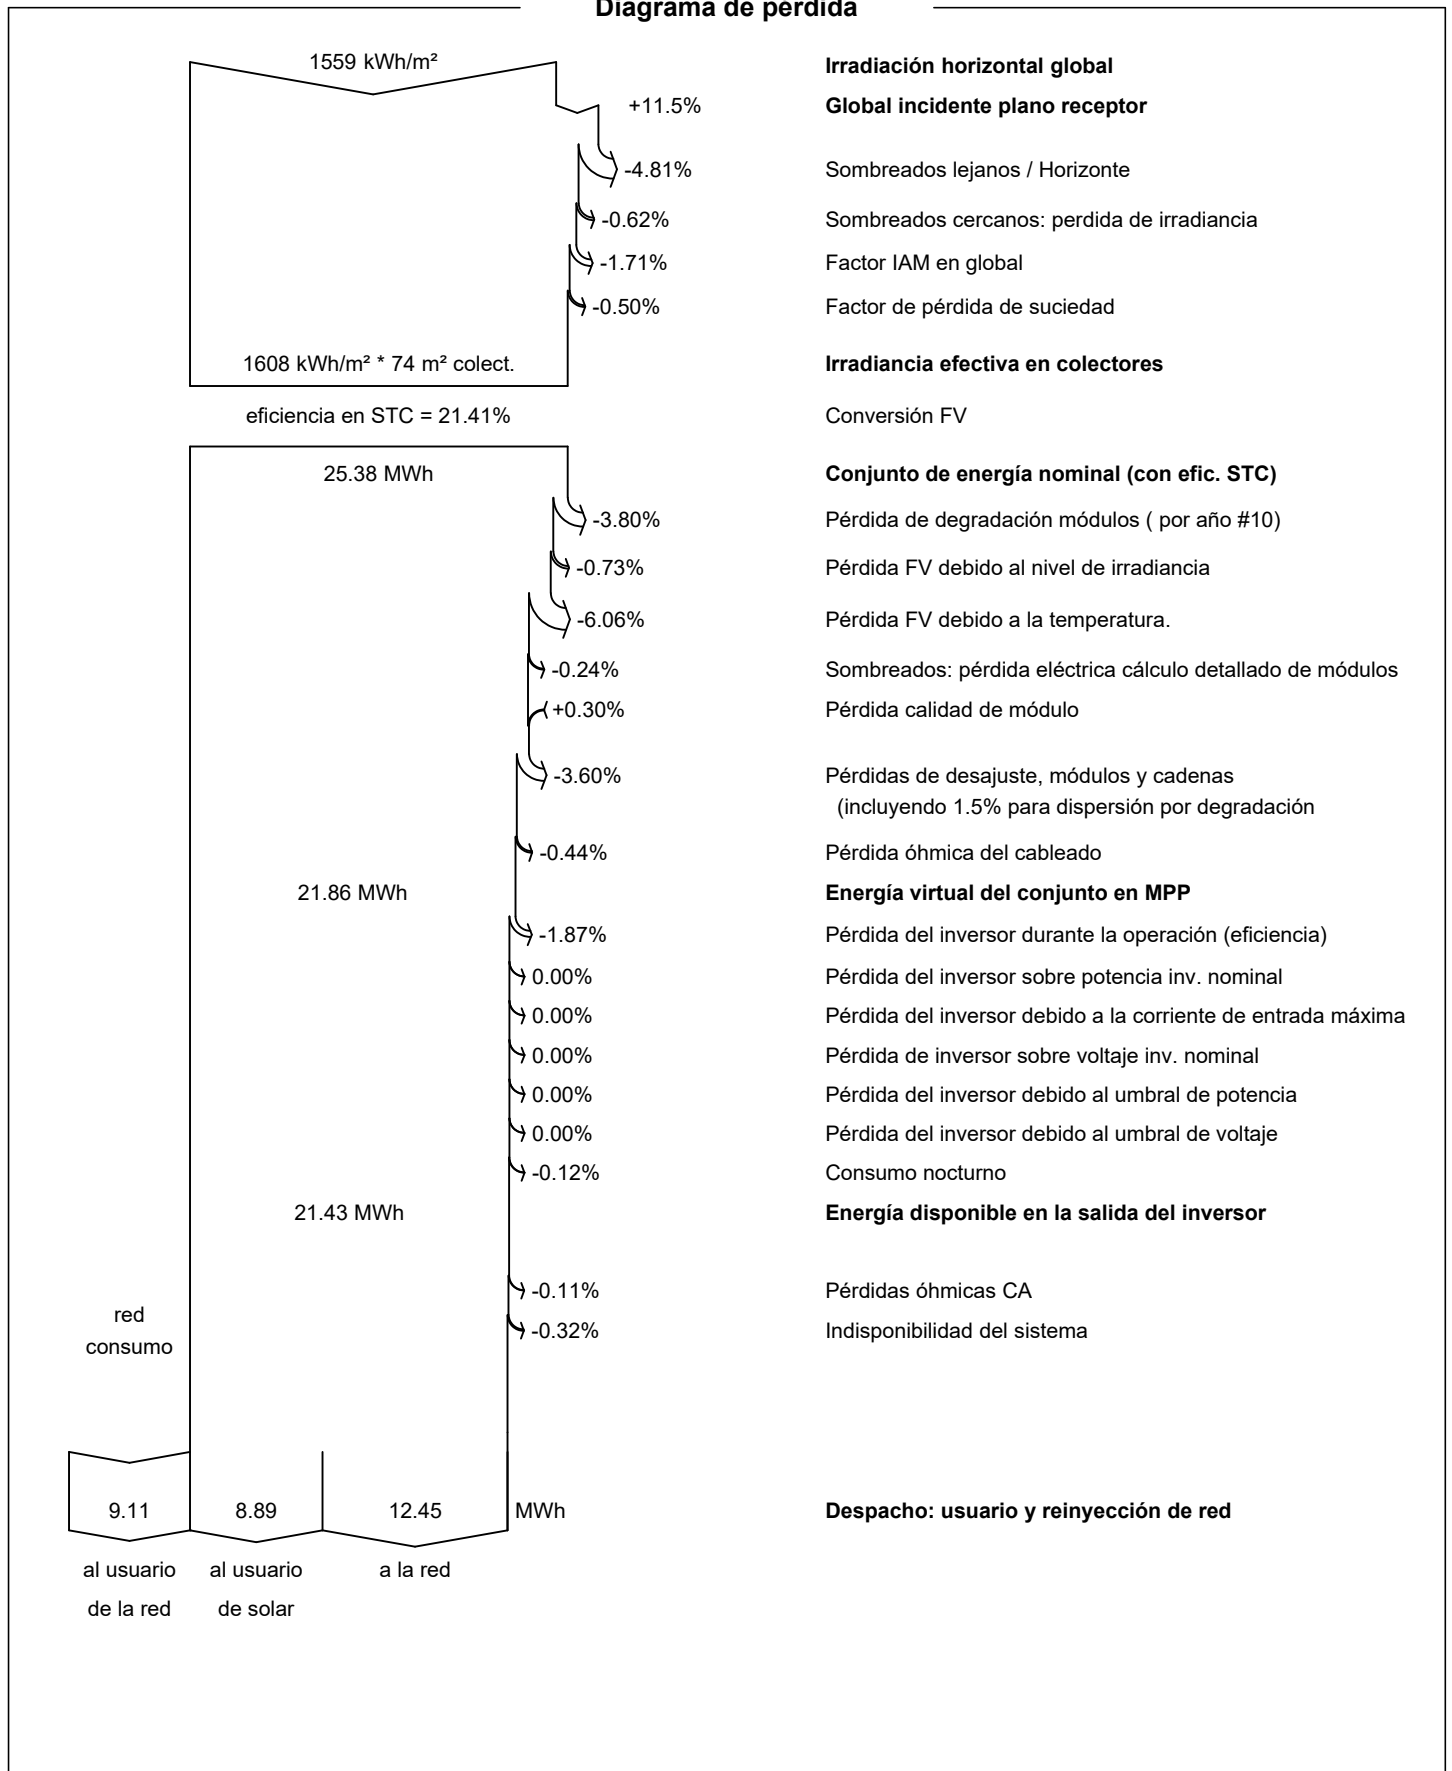 Diagrama de pérdida
1559 kWh/m² Irradiación horizontal global
+11.5% Global incidente plano receptor
-4.81% Sombreados lejanos / Horizonte
-0.62% Sombreados cercanos: perdida de irradiancia
-1.71% Factor IAM en global
-0.50% Factor de pérdida de suciedad
1608 kWh/m² * 74 m² colect. Irradiancia efectiva en colectores
eficiencia en STC = 21.41% Conversión FV
25.38 MWh Conjunto de energía nominal (con efic. STC)
-3.80% Pérdida de degradación módulos ( por año #10)
-0.73% Pérdida FV debido al nivel de irradiancia
-6.06% Pérdida FV debido a la temperatura.
-0.24% Sombreados: pérdida eléctrica cálculo detallado de módulos
+0.30% Pérdida calidad de módulo
-3.60% Pérdidas de desajuste, módulos y cadenas
(incluyendo 1.5% para dispersión por degradación
-0.44% Pérdida óhmica del cableado
21.86 MWh Energía virtual del conjunto en MPP
-1.87% Pérdida del inversor durante la operación (eficiencia)
0.00% Pérdida del inversor sobre potencia inv. nominal
0.00% Pérdida del inversor debido a la corriente de entrada máxima
0.00% Pérdida de inversor sobre voltaje inv. nominal
0.00% Pérdida del inversor debido al umbral de potencia
0.00% Pérdida del inversor debido al umbral de voltaje
-0.12% Consumo nocturno
21.43 MWh Energía disponible en la salida del inversor
-0.11% Pérdidas óhmicas CA
red
-0.32% Indisponibilidad del sistema
consumo
9.11 8.89 12.45 MWh Despacho: usuario y reinyección de red
al usuario al usuario a la red
de la red de solar